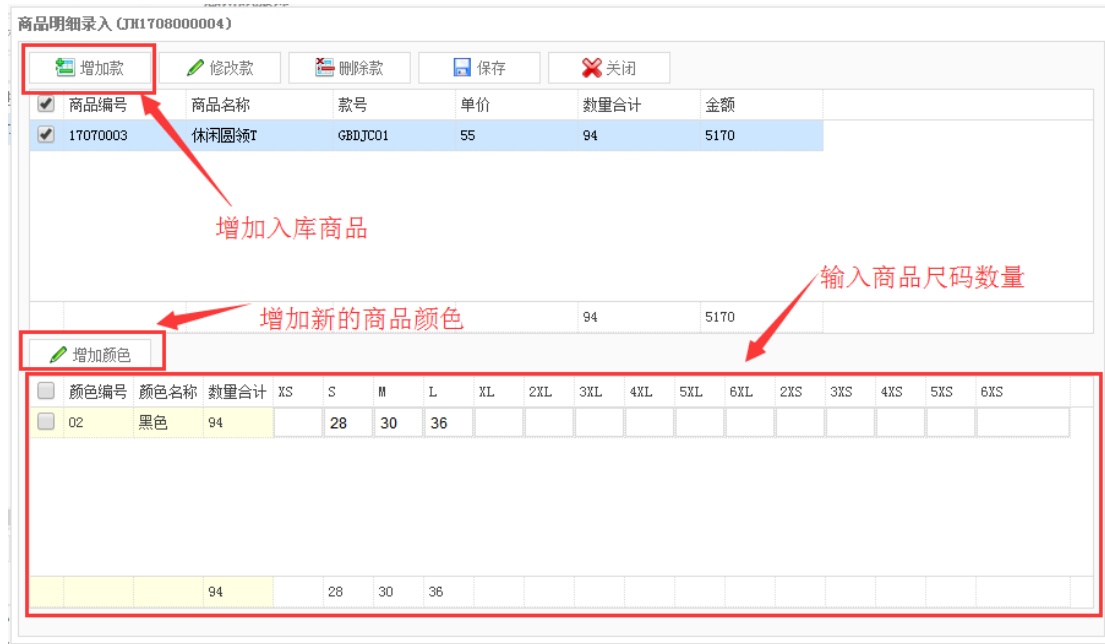 商品明细录入 (JH1708000004)
增加款 修改款 删除款 保存 关闭
商品编号 商品名称 款号 单价 数量合计 金额
17070003 休闲圆领T GBDJC01 55 94 5170
增加入库商品
输入商品尺码数量
增加新的商品颜色 94 5170
增加颜色
颜色编号 颜色名称 数量合计 XS S M L XL 2XL 3XL 4XL 5XL 6XL 2XS 3XS 4XS 5XS 6XS
02 黑色 94 28 30 36
94 28 30 36